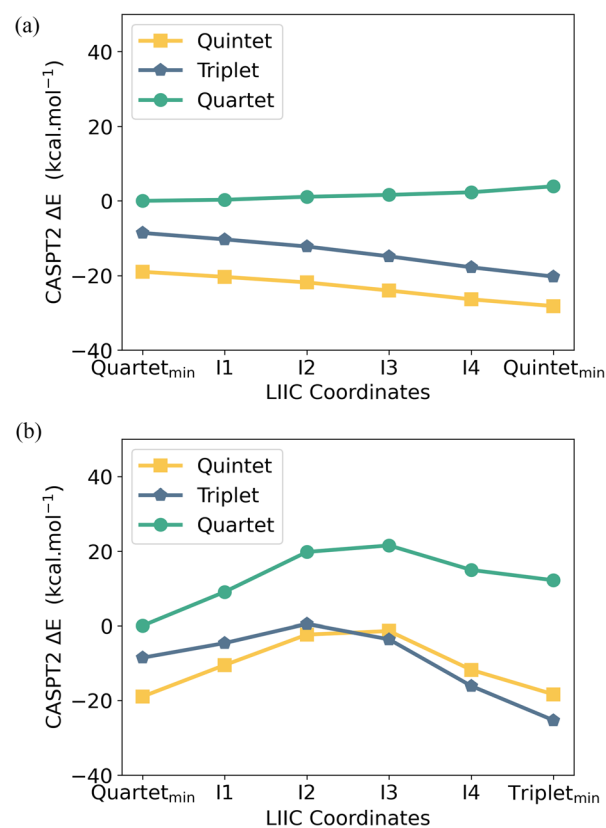 (a)
CASPT2 ΔE (kcal.mol⁻¹)
40
20
0
−20
−40
Quintet
Triplet
Quartet
Quartetₘᵢₙ I1 I2 I3 I4 Quintetₘᵢₙ
LIIC Coordinates
(b)
CASPT2 ΔE (kcal.mol⁻¹)
40
20
0
−20
−40
Quintet
Triplet
Quartet
Quartetₘᵢₙ I1 I2 I3 I4 Tripletₘᵢₙ
LIIC Coordinates